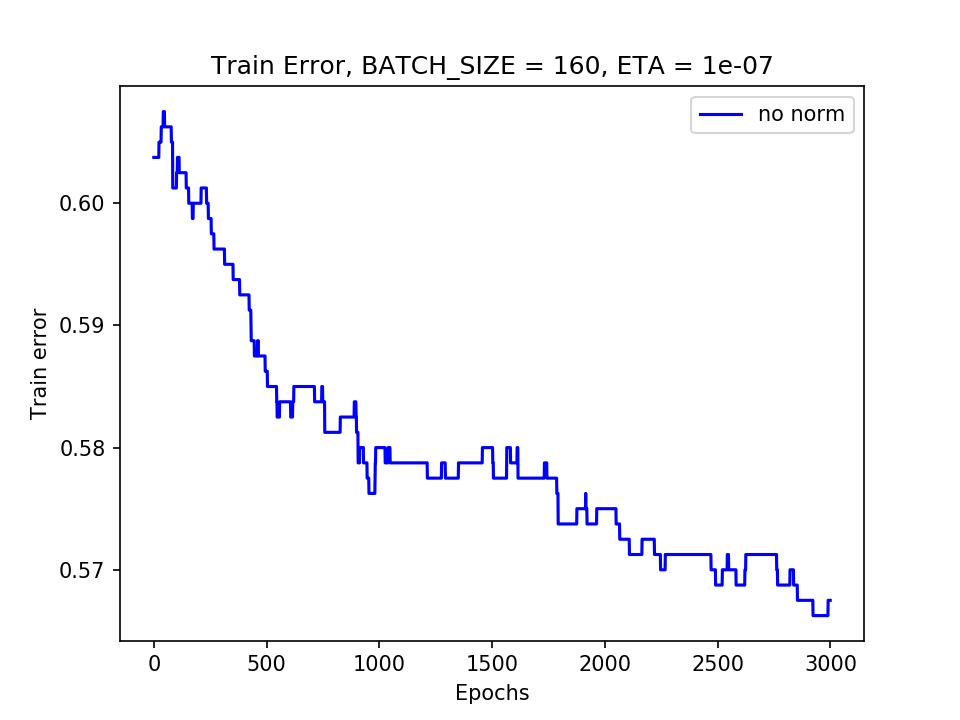 Train Error, BATCH_SIZE = 160, ETA = 1e-07
no norm
0.60
0.59
0.58
0.57
Train error
0 500 1000 1500 2000 2500 3000
Epochs